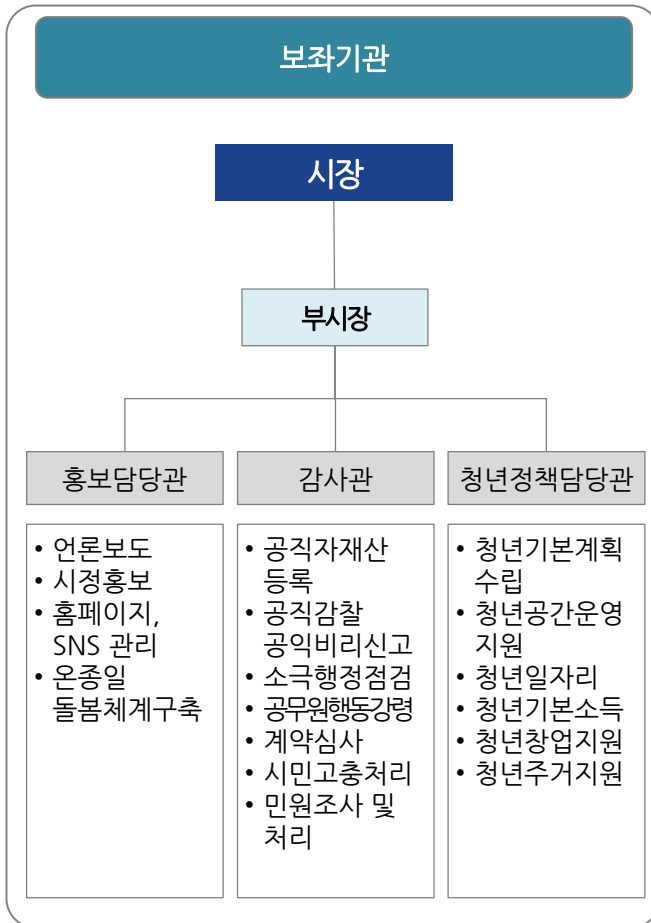 보좌기관
시장
부시장
홍보담당관
감사관
청년정책담당관
• 언론보도
• 시정홍보
• 홈페이지,
SNS 관리
• 온종일
돌봄체계구축
• 공직자재산
등록
• 공직감찰
공익비리신고
• 소극행정점검
• 공무원행동강령
• 계약심사
• 시민고충처리
• 민원조사 및
처리
• 청년기본계획
수립
• 청년공간운영
지원
• 청년일자리
• 청년기본소득
• 청년창업지원
• 청년주거지원